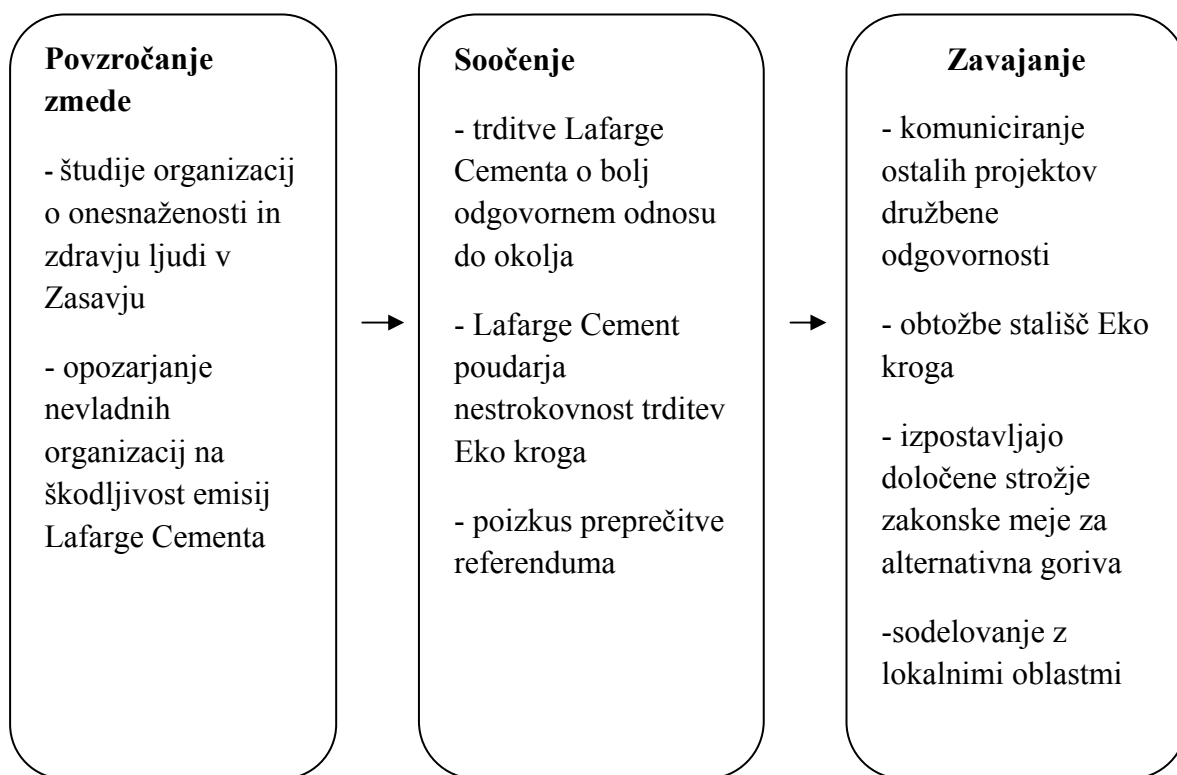 Povzročanje
zmede
- študije organizacij
o onesnaženosti in
zdravju ljudi v
Zasavju
- opozarjanje
nevladnih
organizacij na
škodljivost emisij
Lafarge Cementa
Soočenje
- trditve Lafarge
Cementa o bolj
odgovornem odnosu
do okolja
- Lafarge Cement
poudarja
nestrokovnost trditev
Eko kroga
- poizkus preprečitve
referenduma
Zavajanje
- komuniciranje
ostalih projektov
družbene
odgovornosti
- obtožbe stališč Eko
kroga
- izpostavljajo
določene strožje
zakonske meje za
alternativna goriva
-sodelovanje z
lokalnimi oblastmi